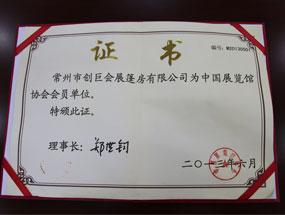 证 书
常州市创巨会展篷房有限公司为中国展览馆
协会会员单位。
特颁此证。
理事长:
二〇一三年六月